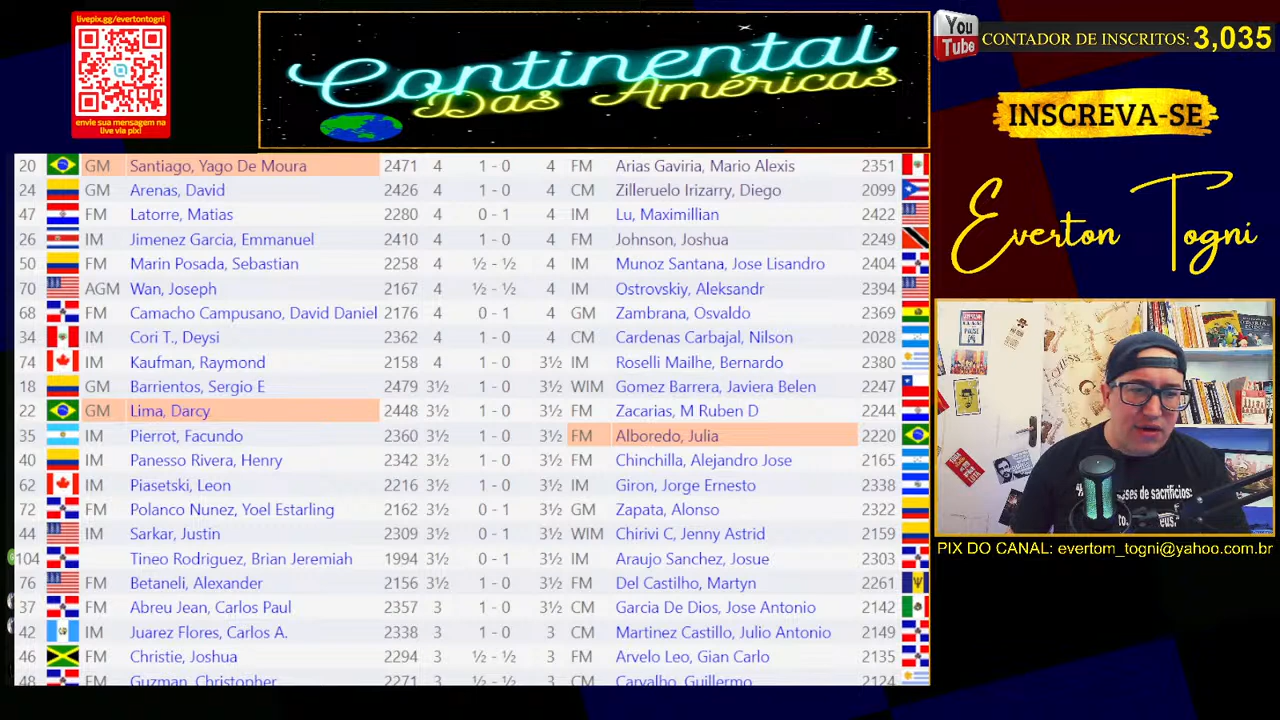 livepix.gg/evertontogni
envie sua mensagem na
live via pix!
Continental
Das Américas
You
Tube
CONTADOR DE INSCRITOS: 3,035
INSCREVA-SE
Everton Togni
20 GM Santiago, Yago De Moura 2471 4 1 - 0 4 FM Arias Gaviria, Mario Alexis 2351
24 GM Arenas, David 2426 4 1 - 0 4 CM Zilleruelo Irizarry, Diego 2099
47 FM Latorre, Matias 2280 4 0 - 1 4 IM Lu, Maximillian 2422
26 IM Jimenez Garcia, Emmanuel 2410 4 1 - 0 4 FM Johnson, Joshua 2249
50 FM Marin Posada, Sebastian 2258 4 ½ - ½ 4 IM Munoz Santana, Jose Lisandro 2404
70 AGM Wan, Joseph 2167 4 ½ - ½ 4 IM Ostrovskiy, Aleksandr 2394
68 FM Camacho Campusano, David Daniel 2176 4 0 - 1 4 GM Zambrana, Osvaldo 2369
34 IM Cori T., Deysi 2362 4 1 - 0 4 CM Cardenas Carbajal, Nilson 2028
74 IM Kaufman, Raymond 2158 4 1 - 0 3½ IM Roselli Mailhe, Bernardo 2380
18 GM Barrientos, Sergio E 2479 3½ 1 - 0 3½ WIM Gomez Barrera, Javiera Belen 2247
22 GM Lima, Darcy 2448 3½ 1 - 0 3½ FM Zacarias, M Ruben D 2244
35 IM Pierrot, Facundo 2360 3½ 1 - 0 3½ FM Alboredo, Julia 2220
40 IM Panesso Rivara, Henry 2342 3½ 1 - 0 3½ FM Chinchilla, Alejandro Jose 2165
62 IM Piasetski, Leon 2216 3½ 1 - 0 3½ IM Giron, Jorge Ernesto 2338
72 FM Polanco Nunez, Yoel Estarling 2162 3½ 0 - 1 3½ GM Zapata, Alonso 2322
44 IM Sarkar, Justin 2309 3½ 0 - 1 3½ WIM Chirivi C, Jenny Astrid 2159
104 Tineo Rodriguez, Brian Jeremiah 1994 3½ 0 - 1 3½ IM Araujo Sanchez, Josue 2303
76 FM Betaneli, Alexander 2156 3½ - 0 3½ FM Del Castilho, Martyn 2261
37 FM Abreu Jean, Carlos Paul 2357 3 1 - 0 3½ CM Garcia De Dios, Jose Antonio 2142
42 IM Juarez Flores, Carlos A. 2338 3 1 - 0 3 CM Martinez Castillo, Julio Antonio 2149
46 FM Christie, Joshua 2294 3 ½ - ½ 3 FM Arvelo Leo, Gian Carlo 2135
48 FM Guzman, Christopher 2271 3 ½ - ½ 3 CM Carvalho, Guillermo 2124
ses de sacrifícios:
PIX DO CANAL: evertom_togni@yahoo.com.br